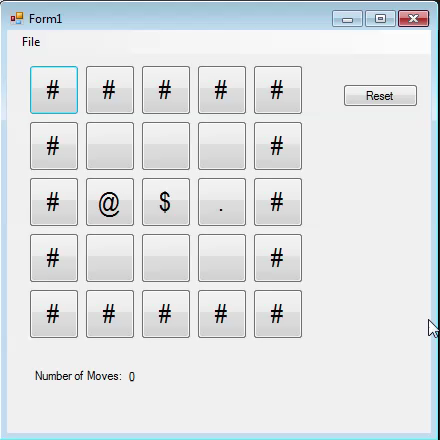 Form1
File
# # # # #
Reset
# #
# @ $ . #
# #
# # # # #
Number of Moves: 0